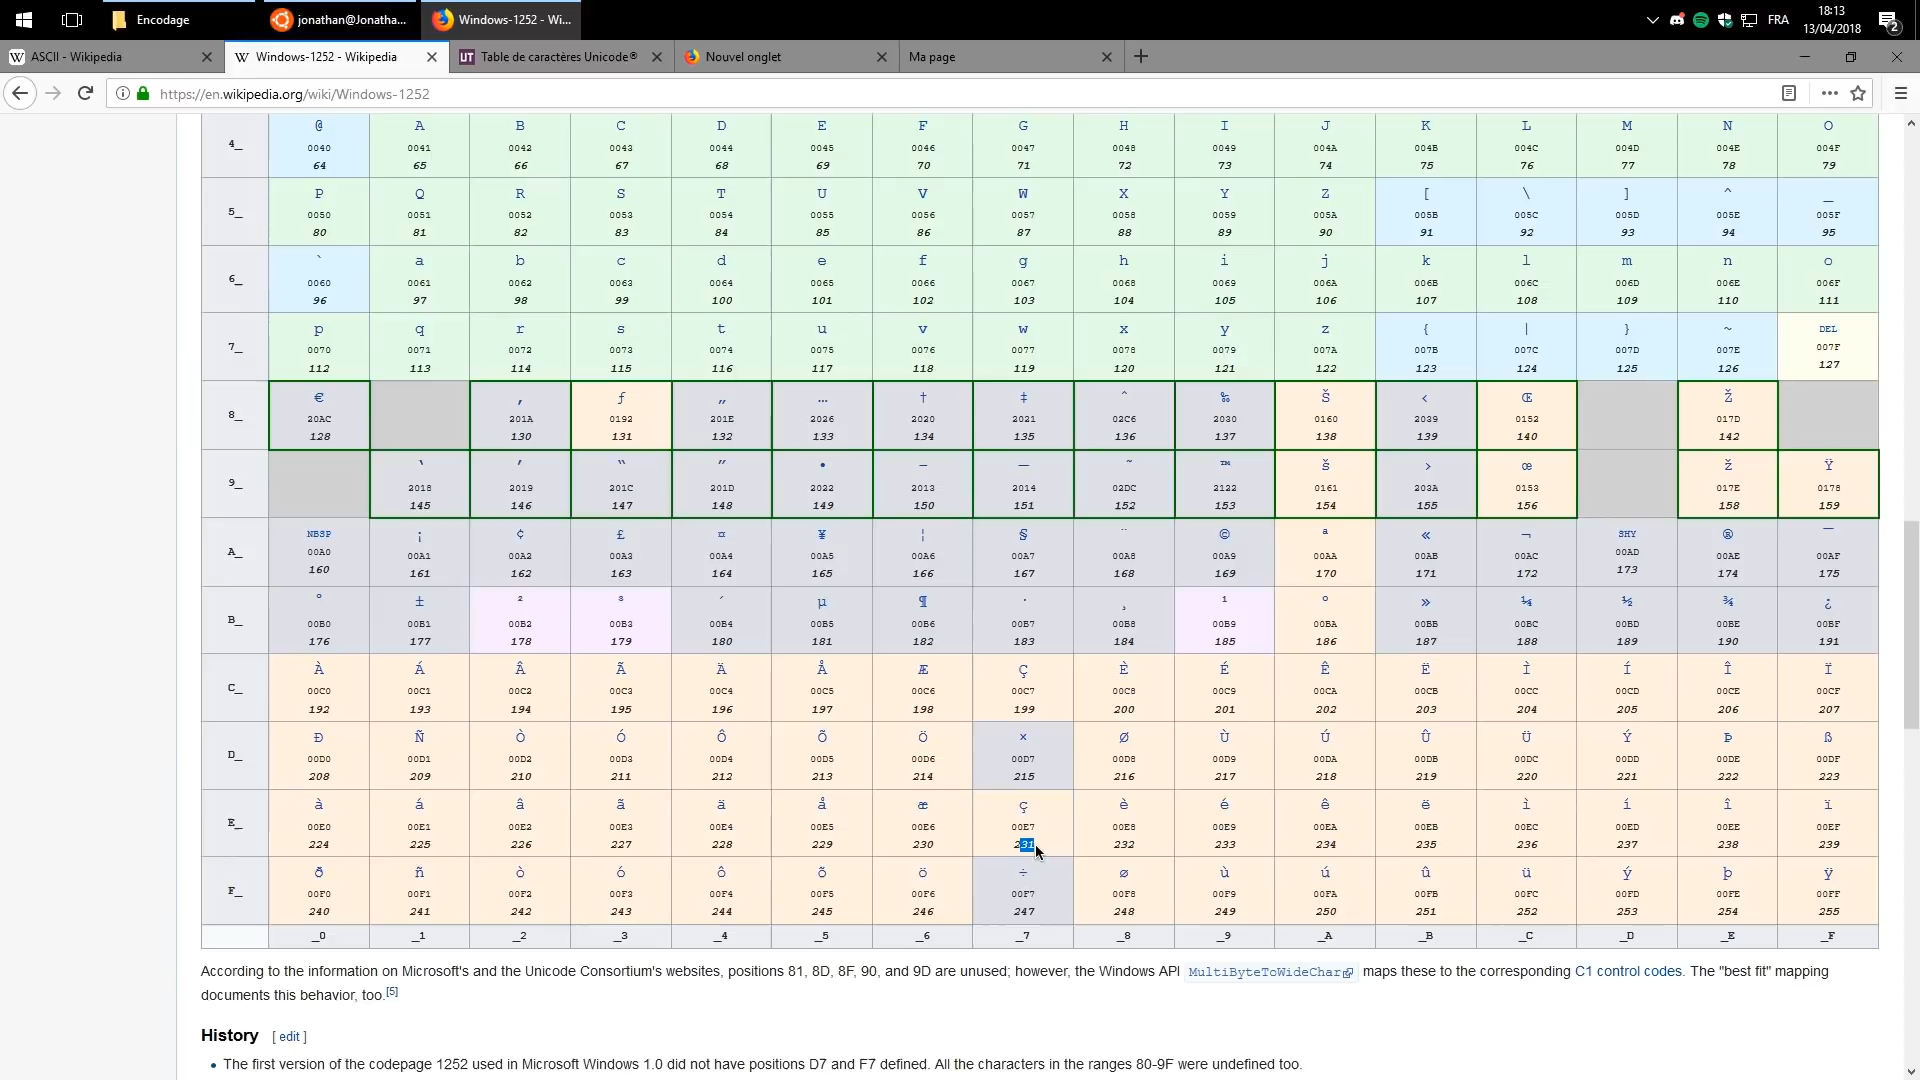 Encodage
jonathan@Jonatha...
Windows-1252 - Wi...
FRA
18:13
13/04/2018
2
ASCII - Wikipedia
Windows-1252 - Wikipedia
Table de caractères Unicode®
Nouvel onglet
Ma page
https://en.wikipedia.org/wiki/Windows-1252
@ A B C D E F G H I J K L M N O
4_ 0040 0041 0042 0043 0044 0045 0046 0047 0048 0049 004A 004B 004C 004D 004E 004F
64 65 66 67 68 69 70 71 72 73 74 75 76 77 78 79
P Q R S T U V W X Y Z [ \ ] ^ _
5_ 0050 0051 0052 0053 0054 0055 0056 0057 0058 0059 005A 005B 005C 005D 005E 005F
80 81 82 83 84 85 86 87 88 89 90 91 92 93 94 95
` a b c d e f g h i j k l m n o
6_ 0060 0061 0062 0063 0064 0065 0066 0067 0068 0069 006A 006B 006C 006D 006E 006F
96 97 98 99 100 101 102 103 104 105 106 107 108 109 110 111
p q r s t u v w x y z { | } ~ DEL
7_ 0070 0071 0072 0073 0074 0075 0076 0077 0078 0079 007A 007B 007C 007D 007E 007F
112 113 114 115 116 117 118 119 120 121 122 123 124 125 126 127
€ ‚ ƒ „ … † ‡ ˆ ‰ Š ‹ Œ Ž
8_ 20AC 201A 0192 201E 2026 2020 2021 02C6 2030 0160 2039 0152 017D
128 130 131 132 133 134 135 136 137 138 139 140 142
‘ ’ “ ” • – — ˜ ™ š › œ ž Ÿ
9_ 2018 2019 201C 201D 2022 2013 2014 02DC 2122 0161 203A 0153 017E 0178
145 146 147 148 149 150 151 152 153 154 155 156 158 159
NBSP ¡ ¢ £ ¤ ¥ ¦ § ¨ © ª « ¬ SHY ® ¯
A_ 00A0 00A1 00A2 00A3 00A4 00A5 00A6 00A7 00A8 00A9 00AA 00AB 00AC 00AD 00AE 00AF
160 161 162 163 164 165 166 167 168 169 170 171 172 173 174 175
° ± ² ³ ´ µ ¶ · ¸ ¹ º » ¼ ½ ¾ ¿
B_ 00B0 00B1 00B2 00B3 00B4 00B5 00B6 00B7 00B8 00B9 00BA 00BB 00BC 00BD 00BE 00BF
176 177 178 179 180 181 182 183 184 185 186 187 188 189 190 191
À Á Â Ã Ä Å Æ Ç È É Ê Ë Ì Í Î Ï
C_ 00C0 00C1 00C2 00C3 00C4 00C5 00C6 00C7 00C8 00C9 00CA 00CB 00CC 00CD 00CE 00CF
192 193 194 195 196 197 198 199 200 201 202 203 204 205 206 207
Ð Ñ Ò Ó Ô Õ Ö × Ø Ù Ú Û Ü Ý Þ ß
D_ 00D0 00D1 00D2 00D3 00D4 00D5 00D6 00D7 00D8 00D9 00DA 00DB 00DC 00DD 00DE 00DF
208 209 210 211 212 213 214 215 216 217 218 219 220 221 222 223
à á â ã ä å æ ç è é ê ë ì í î ï
E_ 00E0 00E1 00E2 00E3 00E4 00E5 00E6 00E7 00E8 00E9 00EA 00EB 00EC 00ED 00EE 00EF
224 225 226 227 228 229 230 231 232 233 234 235 236 237 238 239
ð ñ ò ó ô õ ö ÷ ø ù ú û ü ý þ ÿ
F_ 00F0 00F1 00F2 00F3 00F4 00F5 00F6 00F7 00F8 00F9 00FA 00FB 00FC 00FD 00FE 00FF
240 241 242 243 244 245 246 247 248 249 250 251 252 253 254 255
_0 _1 _2 _3 _4 _5 _6 _7 _8 _9 _A _B _C _D _E _F
According to the information on Microsoft's and the Unicode Consortium's websites, positions 81, 8D, 8F, 90, and 9D are unused; however, the Windows API MultiByteToWideChar maps these to the corresponding C1 control codes. The "best fit" mapping
documents this behavior, too.[5]
History [ edit ]
• The first version of the codepage 1252 used in Microsoft Windows 1.0 did not have positions D7 and F7 defined. All the characters in the ranges 80-9F were undefined too.